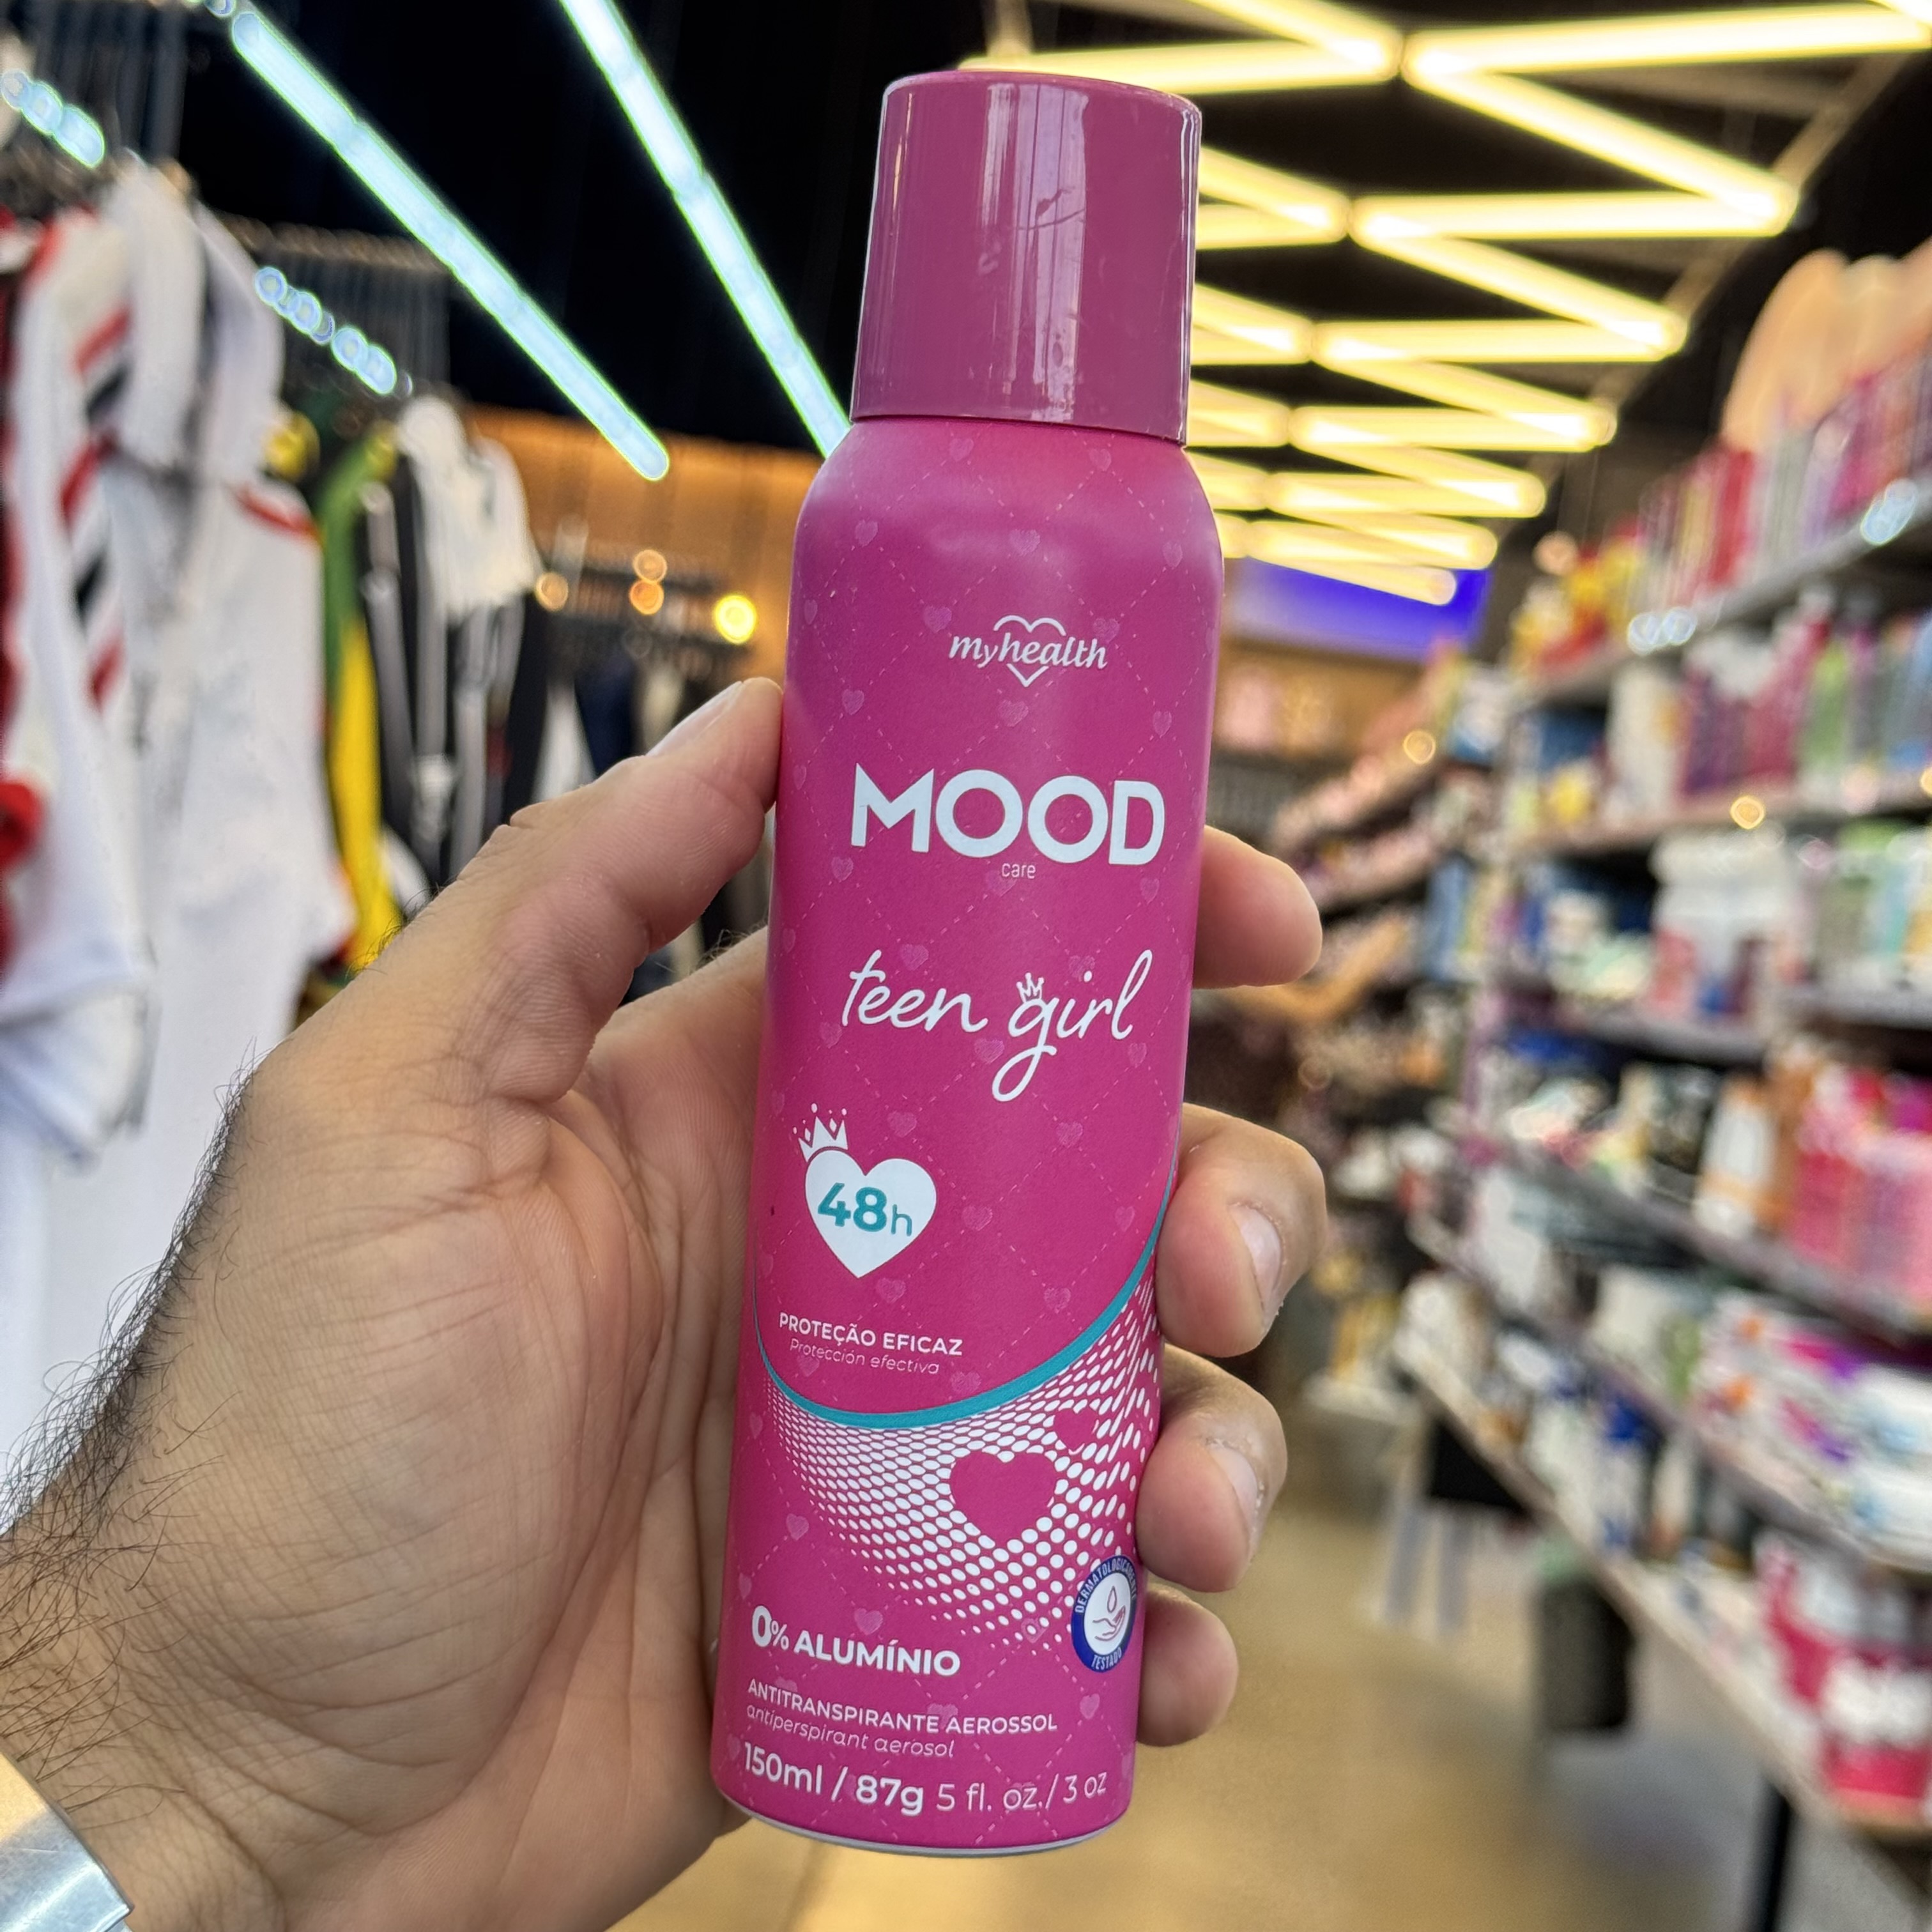 myhealth
MOOD
care
teen girl
48h
PROTEÇÃO EFICAZ
Protección efectiva
0% ALUMÍNIO
TESTADO
ANTITRANSPIRANTE AEROSSOL
antiperspirant aerosol
150ml / 87g 5 fl. oz./ 3 oz